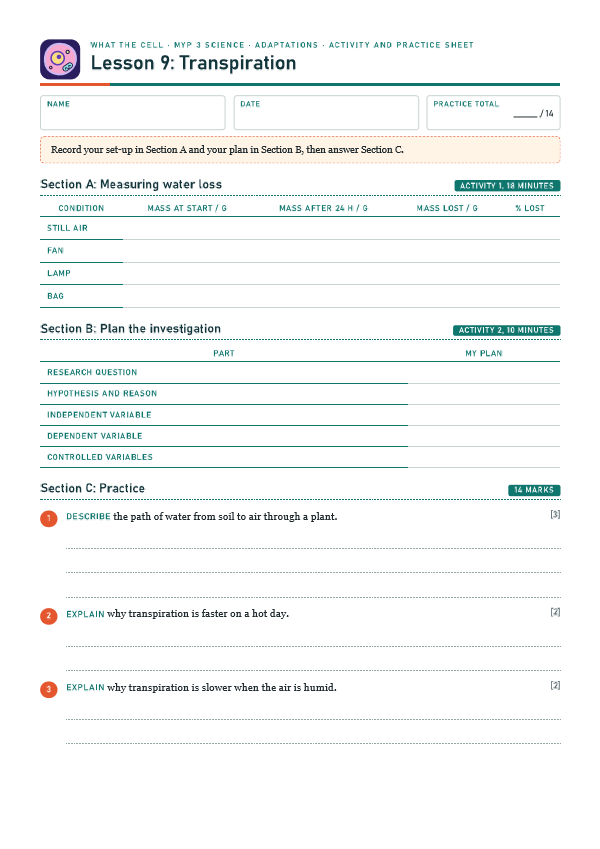 WHAT THE CELL · MYP 3 SCIENCE · ADAPTATIONS · ACTIVITY AND PRACTICE SHEET
Lesson 9: Transpiration
NAME
DATE
PRACTICE TOTAL
_____ / 14
Record your set-up in Section A and your plan in Section B, then answer Section C.
Section A: Measuring water loss
ACTIVITY 1, 18 MINUTES
CONDITION MASS AT START / G MASS AFTER 24 H / G MASS LOST / G % LOST
STILL AIR
FAN
LAMP
BAG
Section B: Plan the investigation
ACTIVITY 2, 10 MINUTES
PART MY PLAN
RESEARCH QUESTION
HYPOTHESIS AND REASON
INDEPENDENT VARIABLE
DEPENDENT VARIABLE
CONTROLLED VARIABLES
Section C: Practice
14 MARKS
1 DESCRIBE the path of water from soil to air through a plant. [3]
2 EXPLAIN why transpiration is faster on a hot day. [2]
3 EXPLAIN why transpiration is slower when the air is humid. [2]